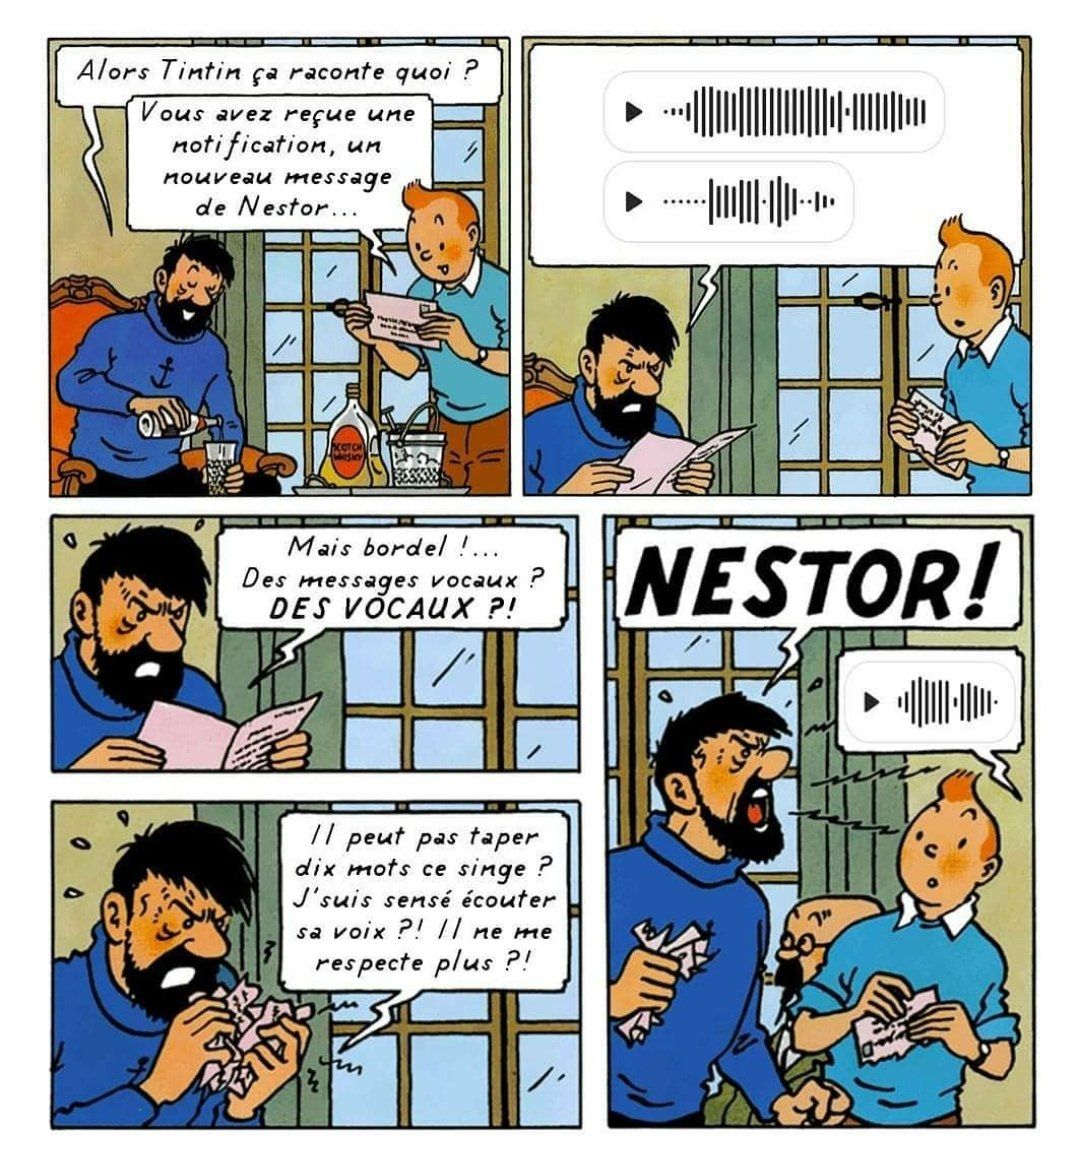 Alors Tintin ça raconte quoi ?
Vous avez reçue une
notification, un
nouveau message
de Nestor...
SCOTCH
WHISKY
Mais bordel !...
Des messages vocaux ?
DES VOCAUX ?!
Il peut pas taper
dix mots ce singe ?
J'suis sensé écouter
sa voix ?! Il ne me
respecte plus ?!
NESTOR!